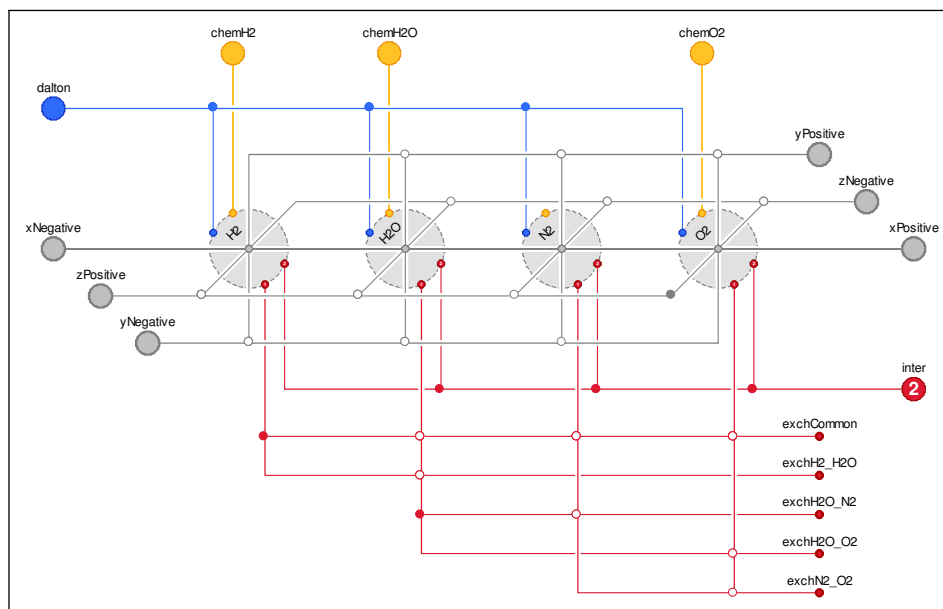 chemH2
chemH2O
chemO2
dalton
yPositive
zNegative
xNegative
H2
H2O
N2
O2
xPositive
zPositive
yNegative
inter
2
exchCommon
exchH2_H2O
exchH2O_N2
exchH2O_O2
exchN2_O2